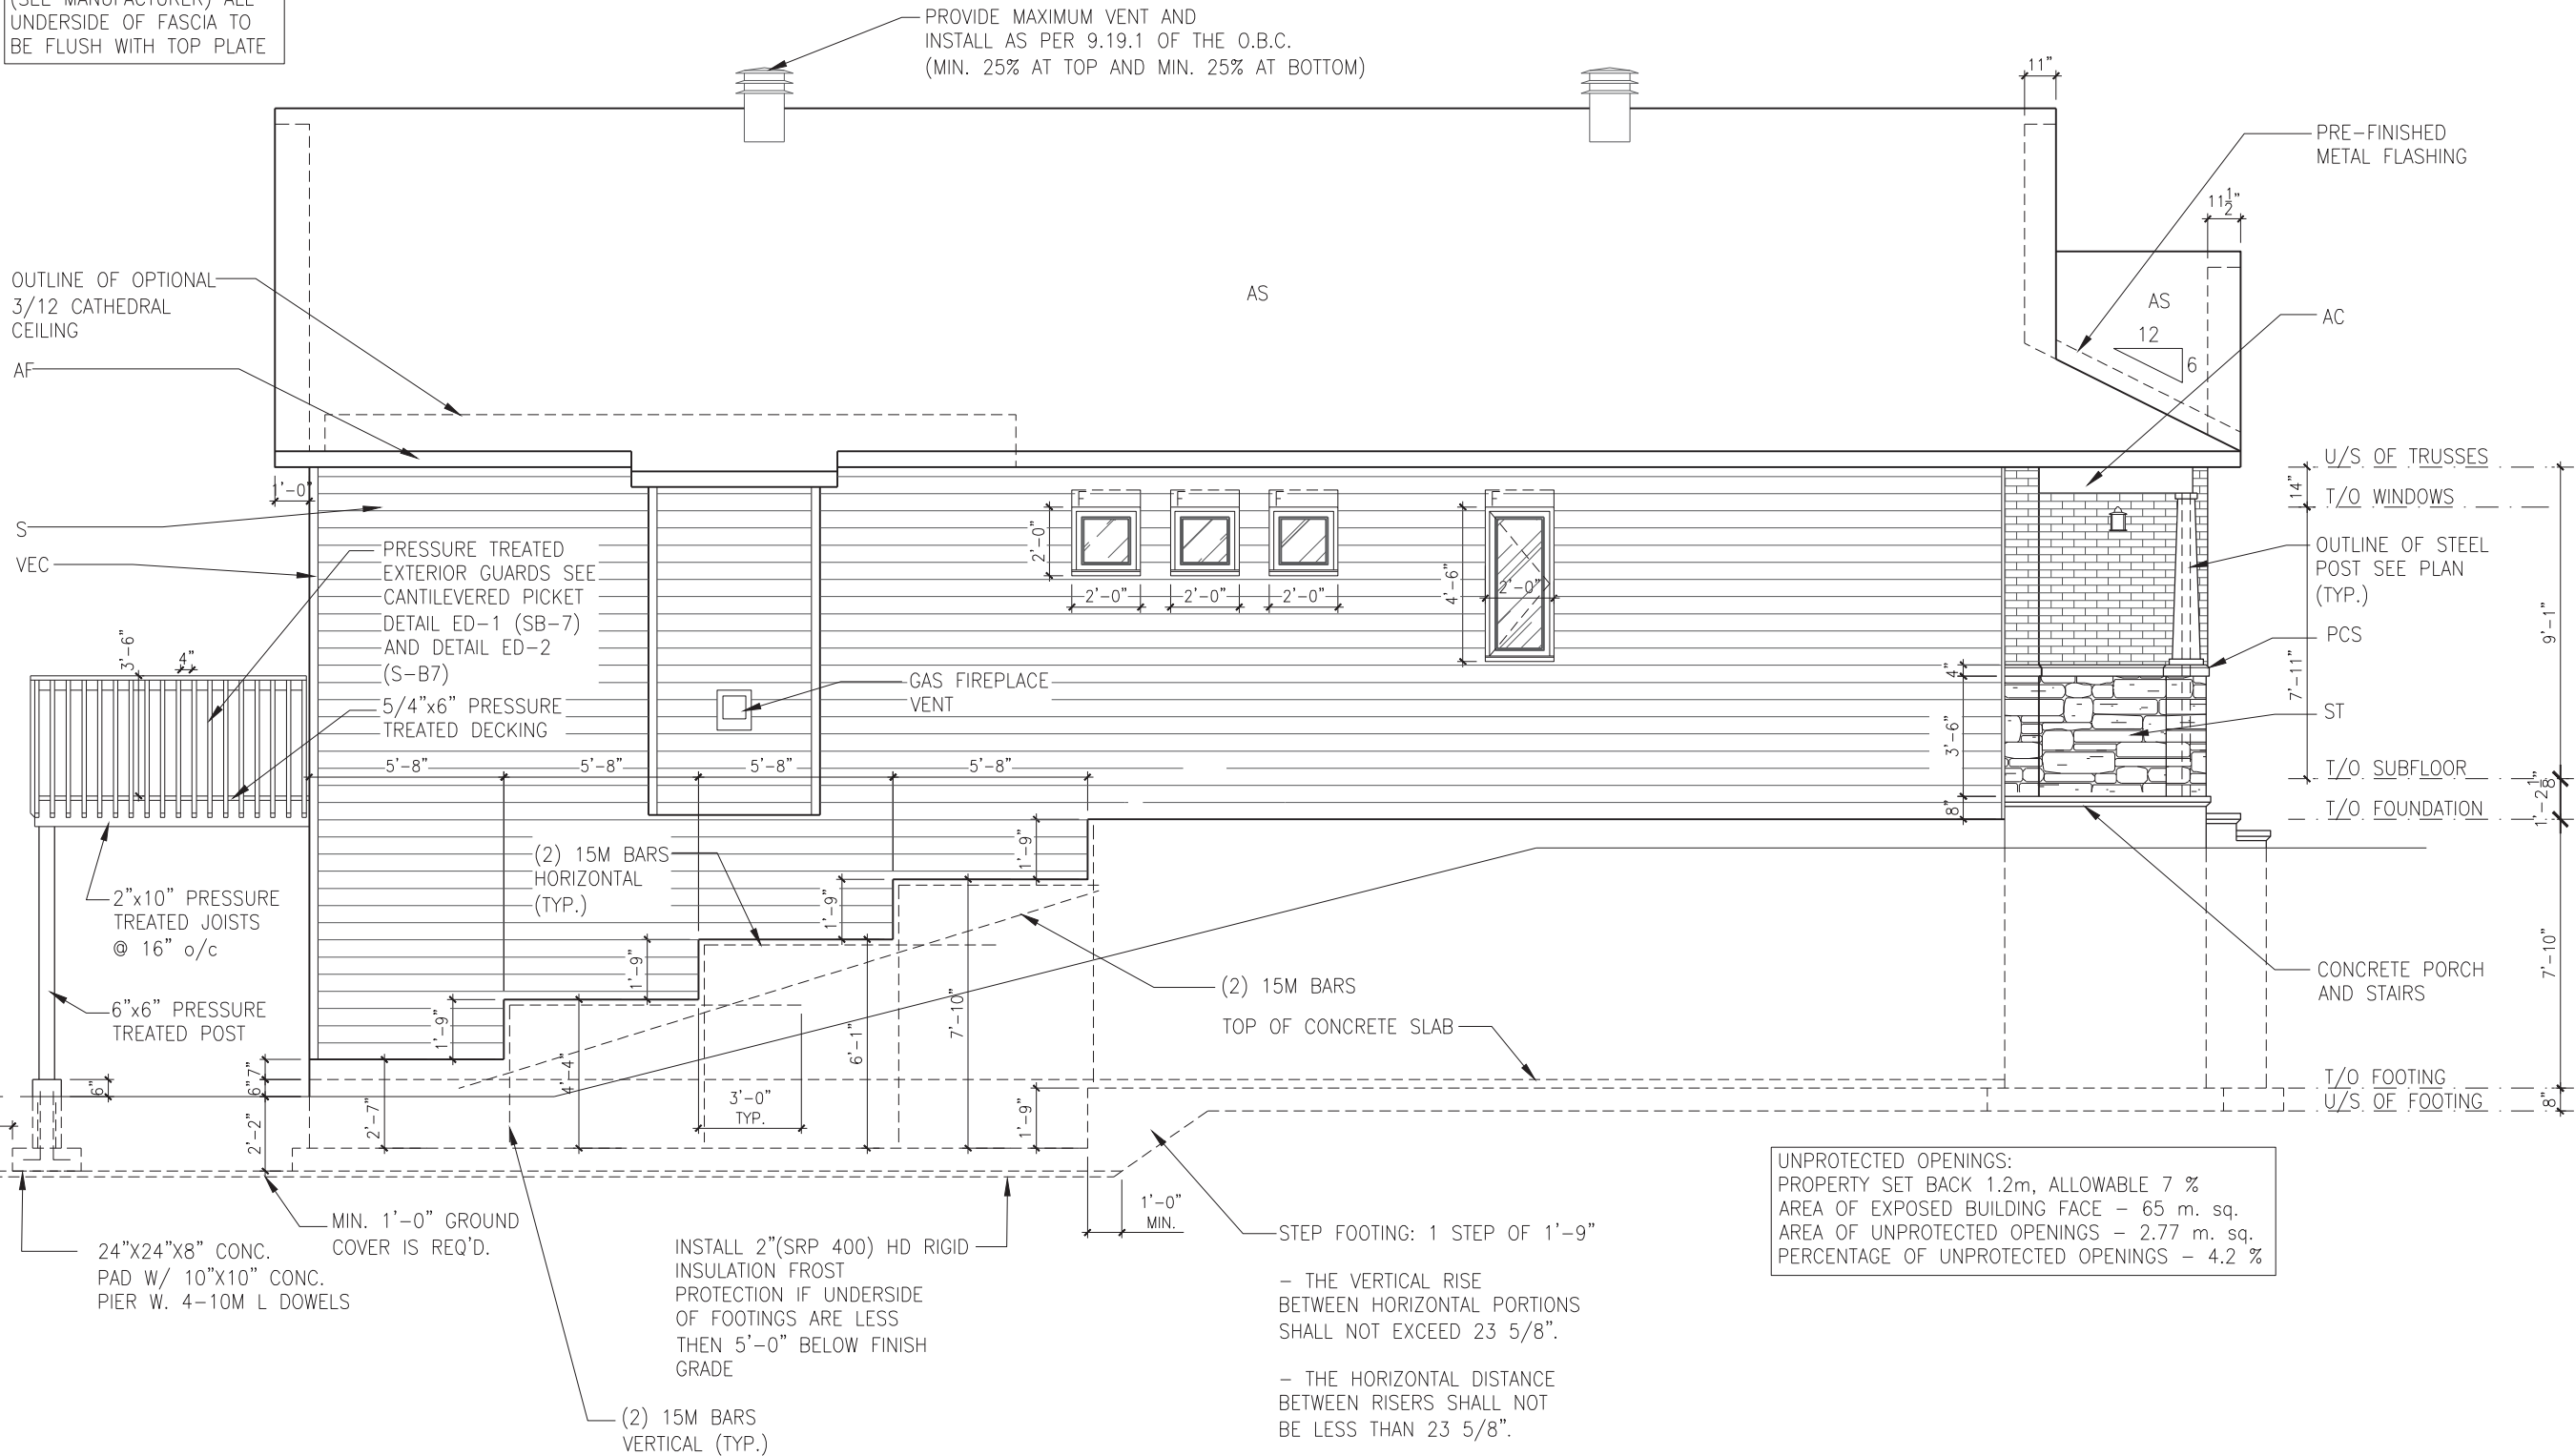 (SEE MANUFACTURER) ALL
UNDERSIDE OF FASCIA TO
BE FLUSH WITH TOP PLATE
PROVIDE MAXIMUM VENT AND
INSTALL AS PER 9.19.1 OF THE O.B.C.
(MIN. 25% AT TOP AND MIN. 25% AT BOTTOM)
11"
PRE-FINISHED
METAL FLASHING
11 1/2"
OUTLINE OF OPTIONAL
3/12 CATHEDRAL
CEILING
AS
AS
12
6
AC
AF
U/S OF TRUSSES
14"
T/O WINDOWS
1'-0"
S
VEC
F
F
F
F
2'-0"
2'-0"
2'-0"
2'-0"
4'-6"
2'-0"
OUTLINE OF STEEL
POST SEE PLAN
(TYP.)
PCS
9'-1"
7'-11"
PRESSURE TREATED
EXTERIOR GUARDS SEE
CANTILEVERED PICKET
DETAIL ED-1 (SB-7)
AND DETAIL ED-2
(S-B7)
3'-6"
4"
5/4"x6" PRESSURE
TREATED DECKING
GAS FIREPLACE
VENT
4"
3'-6"
8"
ST
5'-8"
5'-8"
5'-8"
5'-8"
T/O SUBFLOOR
1'-2 1/8"
T/O FOUNDATION
(2) 15M BARS
HORIZONTAL
(TYP.)
1'-9"
1'-9"
1'-9"
1'-9"
2"x10" PRESSURE
TREATED JOISTS
@ 16" o/c
6"x6" PRESSURE
TREATED POST
(2) 15M BARS
TOP OF CONCRETE SLAB
CONCRETE PORCH
AND STAIRS
7'-10"
6"
7"
6"
2'-2"
2'-7"
4'-4"
6'-1"
7'-10"
3'-0"
TYP.
1'-9"
T/O FOOTING
U/S OF FOOTING
8"
1'-0"
MIN.
MIN. 1'-0" GROUND
COVER IS REQ'D.
24"X24"X8" CONC.
PAD W/ 10"X10" CONC.
PIER W. 4-10M L DOWELS
INSTALL 2"(SRP 400) HD RIGID
INSULATION FROST
PROTECTION IF UNDERSIDE
OF FOOTINGS ARE LESS
THEN 5'-0" BELOW FINISH
GRADE
(2) 15M BARS
VERTICAL (TYP.)
STEP FOOTING: 1 STEP OF 1'-9"
- THE VERTICAL RISE
BETWEEN HORIZONTAL PORTIONS
SHALL NOT EXCEED 23 5/8".
- THE HORIZONTAL DISTANCE
BETWEEN RISERS SHALL NOT
BE LESS THAN 23 5/8".
UNPROTECTED OPENINGS:
PROPERTY SET BACK 1.2m, ALLOWABLE 7 %
AREA OF EXPOSED BUILDING FACE - 65 m. sq.
AREA OF UNPROTECTED OPENINGS - 2.77 m. sq.
PERCENTAGE OF UNPROTECTED OPENINGS - 4.2 %